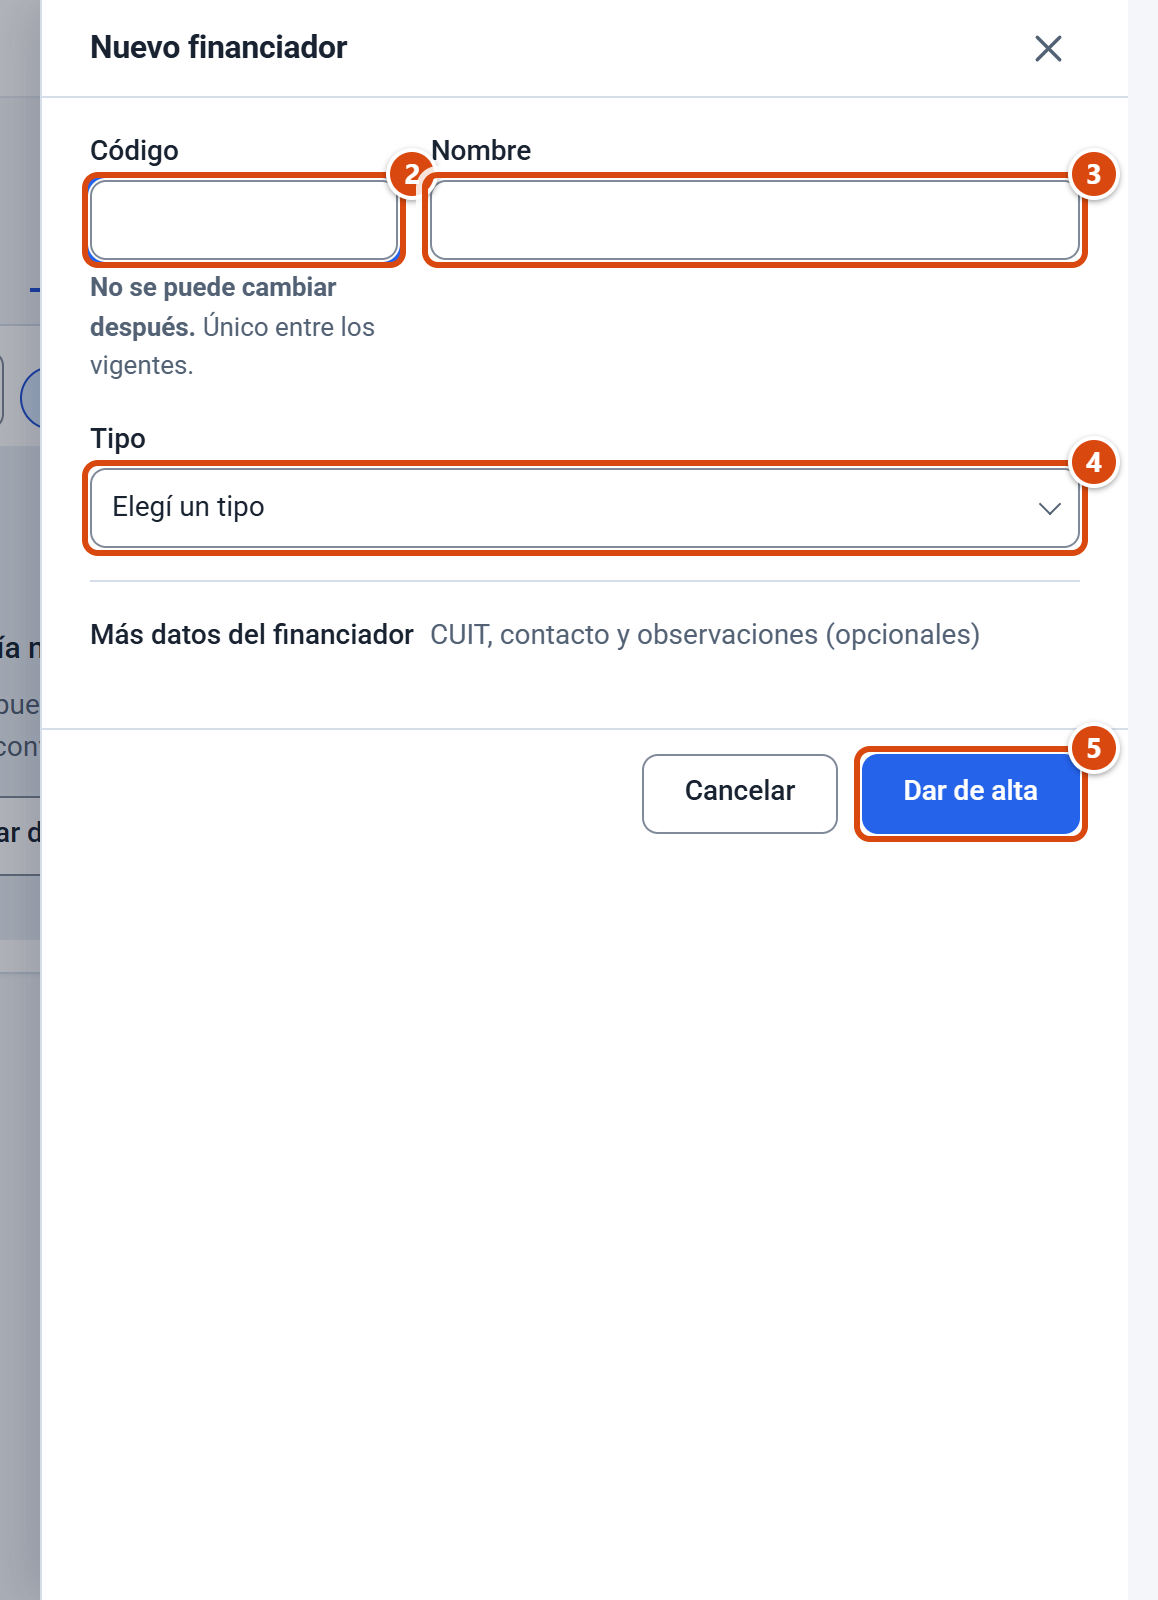 Nuevo financiador
Código
Nombre
2
3
No se puede cambiar
después. Único entre los
vigentes.
Tipo
4
Elegí un tipo
Más datos del financiador CUIT, contacto y observaciones (opcionales)
5
Cancelar
Dar de alta